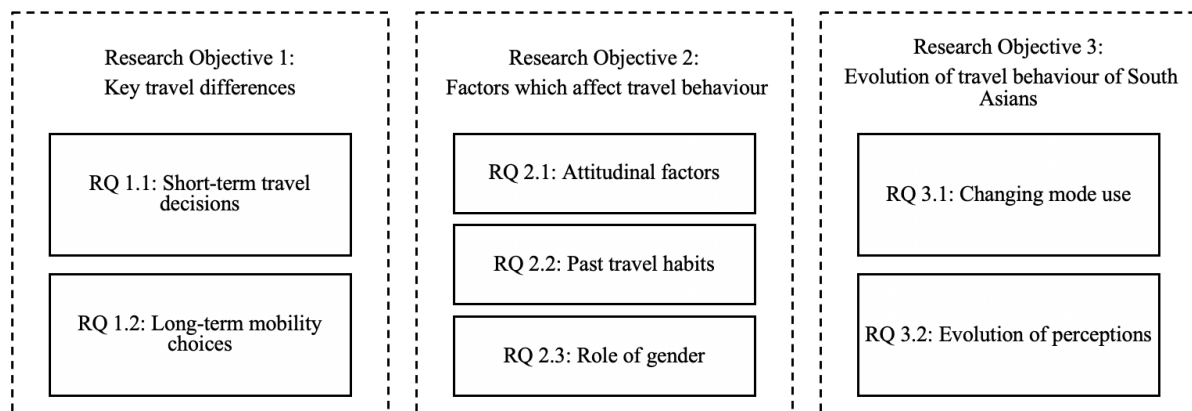 Research Objective 1:
Key travel differences
RQ 1.1: Short-term travel
decisions
RQ 1.2: Long-term mobility
choices
Research Objective 2:
Factors which affect travel behaviour
RQ 2.1: Attitudinal factors
RQ 2.2: Past travel habits
RQ 2.3: Role of gender
Research Objective 3:
Evolution of travel behaviour of South
Asians
RQ 3.1: Changing mode use
RQ 3.2: Evolution of perceptions